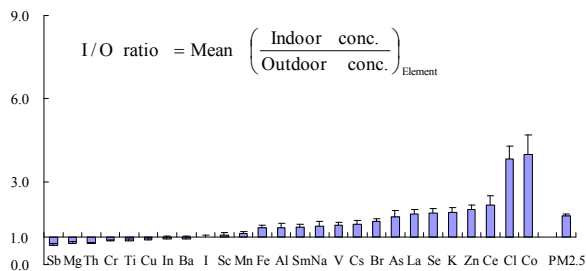 9.0
I/O ratio = Mean (Indoor conc. / Outdoor conc.) Element
6.0
3.0
1.0
0.0
Sb Mg Th Cr Ti Cu In Ba I Sc Mn Fe Al Sm Na V Cs Br As La Se K Zn Ce Cl Co PM2.5